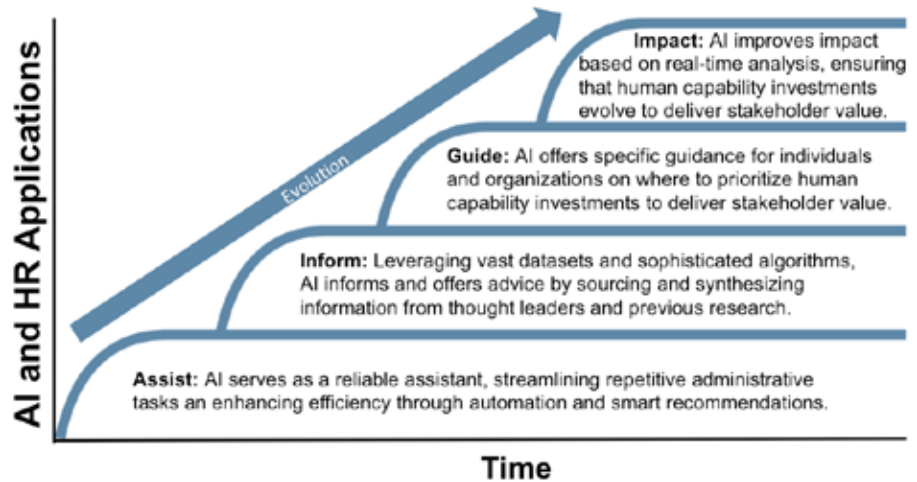 AI and HR Applications
Evolution
Impact: AI improves impact
based on real-time analysis, ensuring
that human capability investments
evolve to deliver stakeholder value.
Guide: AI offers specific guidance for individuals
and organizations on where to prioritize human
capability investments to deliver stakeholder value.
Inform: Leveraging vast datasets and sophisticated algorithms,
AI informs and offers advice by sourcing and synthesizing
information from thought leaders and previous research.
Assist: AI serves as a reliable assistant, streamlining repetitive administrative
tasks an enhancing efficiency through automation and smart recommendations.
Time